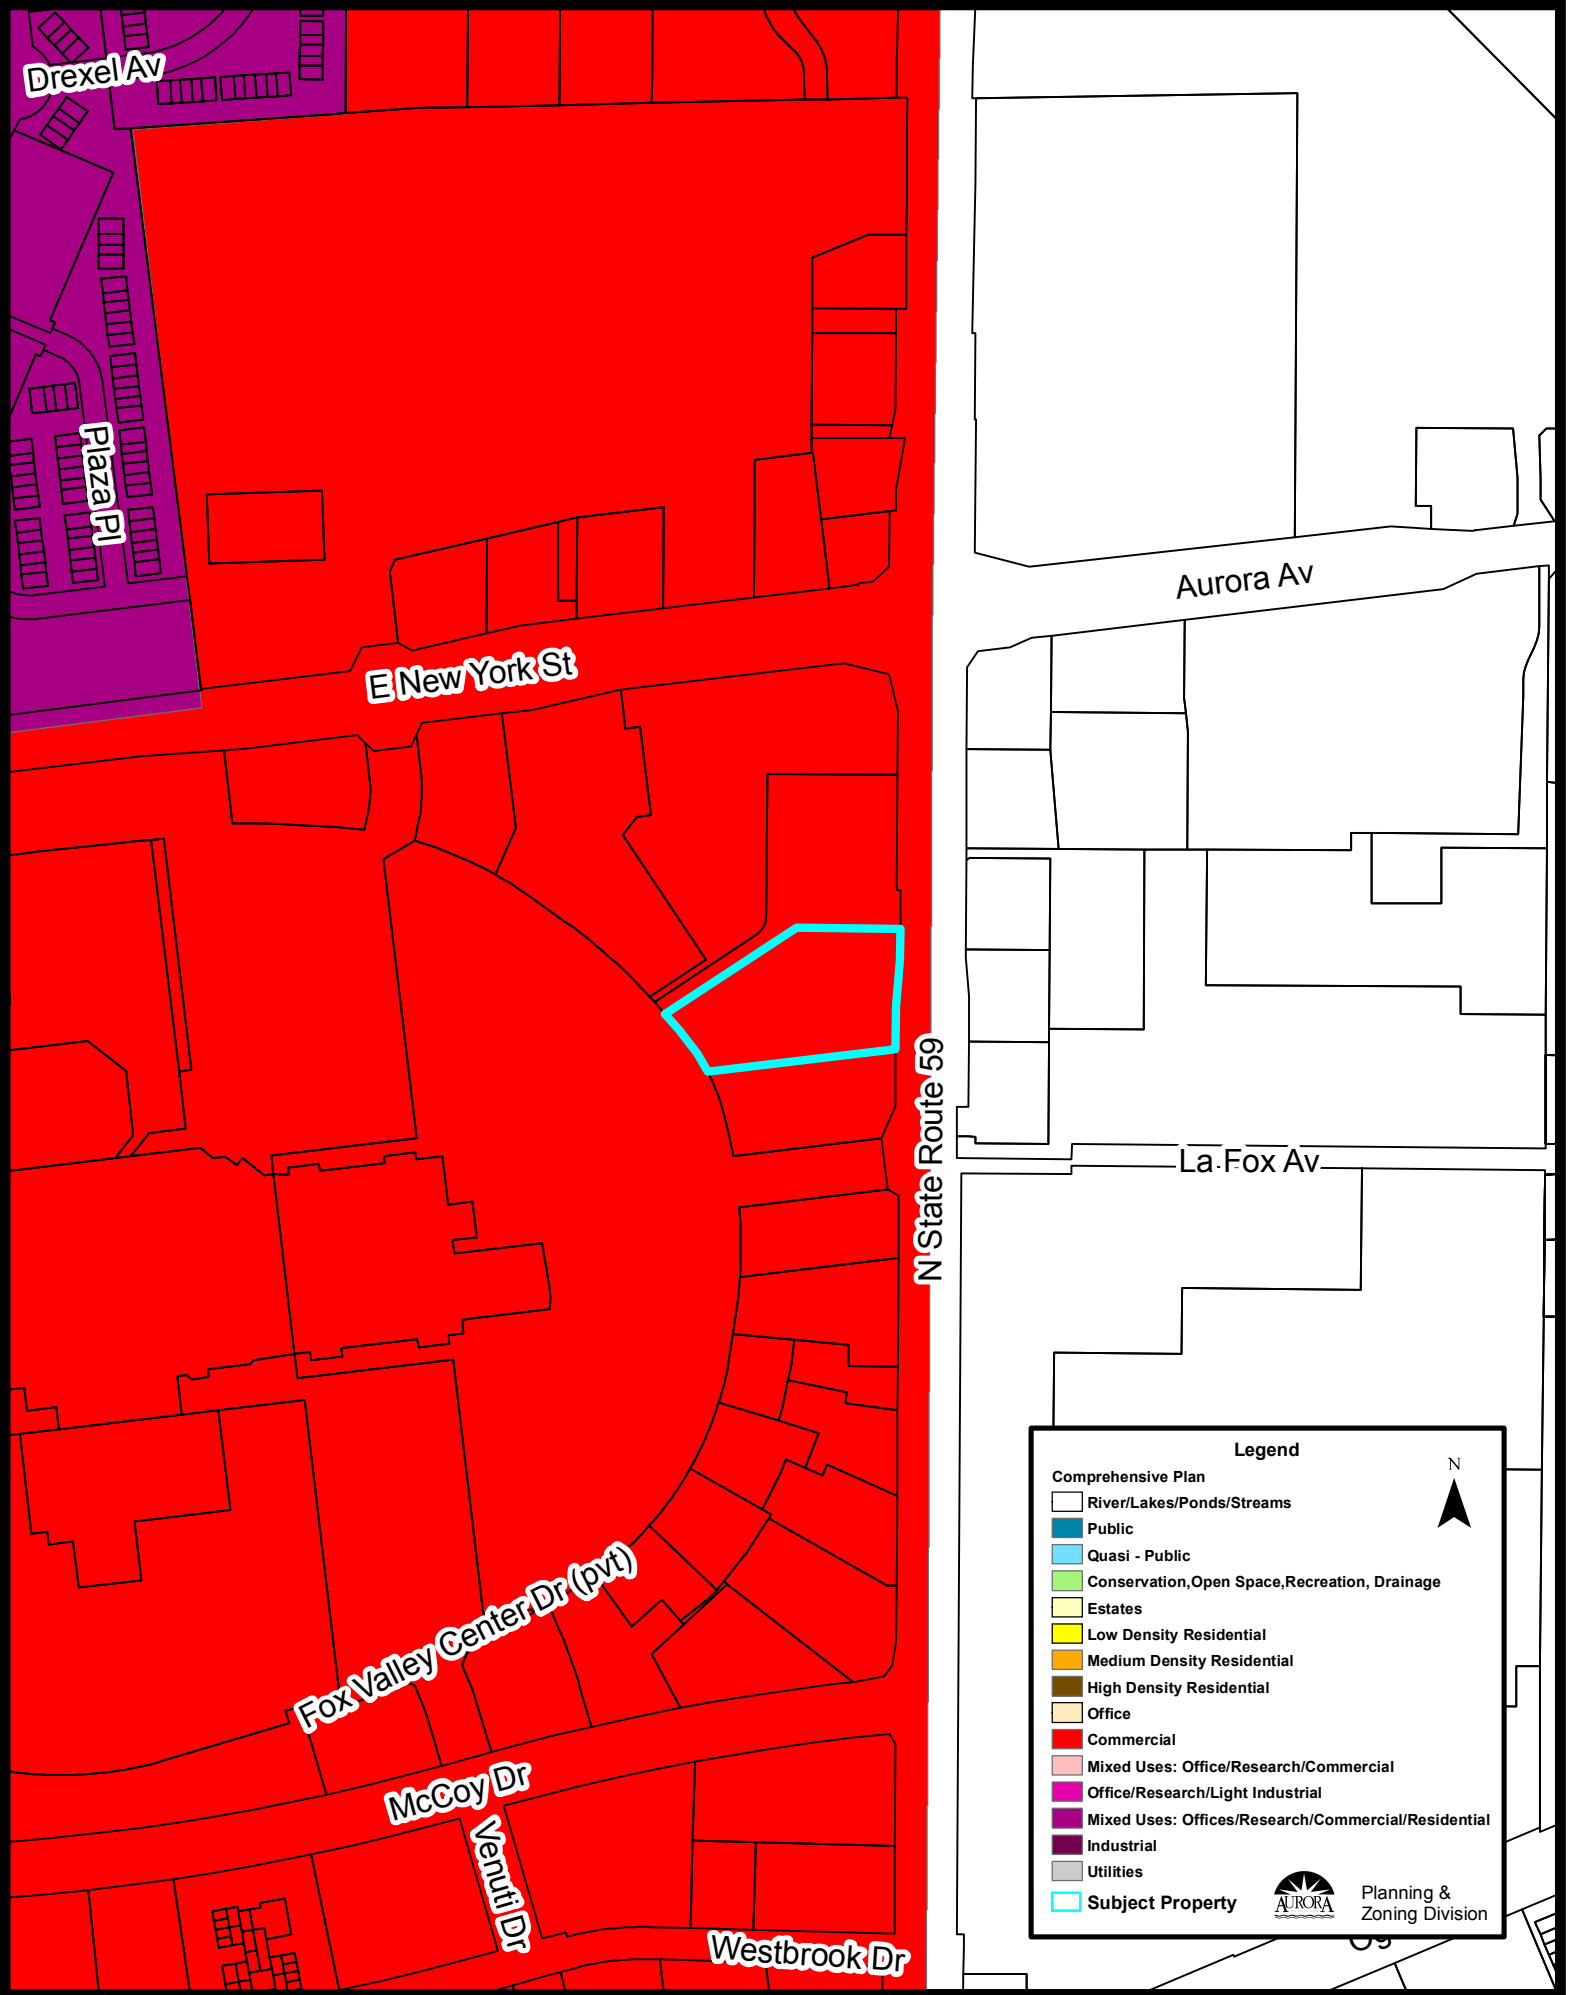 Drexel Av
Plaza Pl
Aurora Av
E New York St
N State Route 59
La Fox Av
Fox Valley Center Dr (pvt)
McCoy Dr
Venuti Dr
Westbrook Dr
Legend
N
Comprehensive Plan
River/Lakes/Ponds/Streams
Public
Quasi - Public
Conservation,Open Space,Recreation, Drainage
Estates
Low Density Residential
Medium Density Residential
High Density Residential
Office
Commercial
Mixed Uses: Office/Research/Commercial
Office/Research/Light Industrial
Mixed Uses: Offices/Research/Commercial/Residential
Industrial
Utilities
Subject Property
AURORA
Planning &
Zoning Division